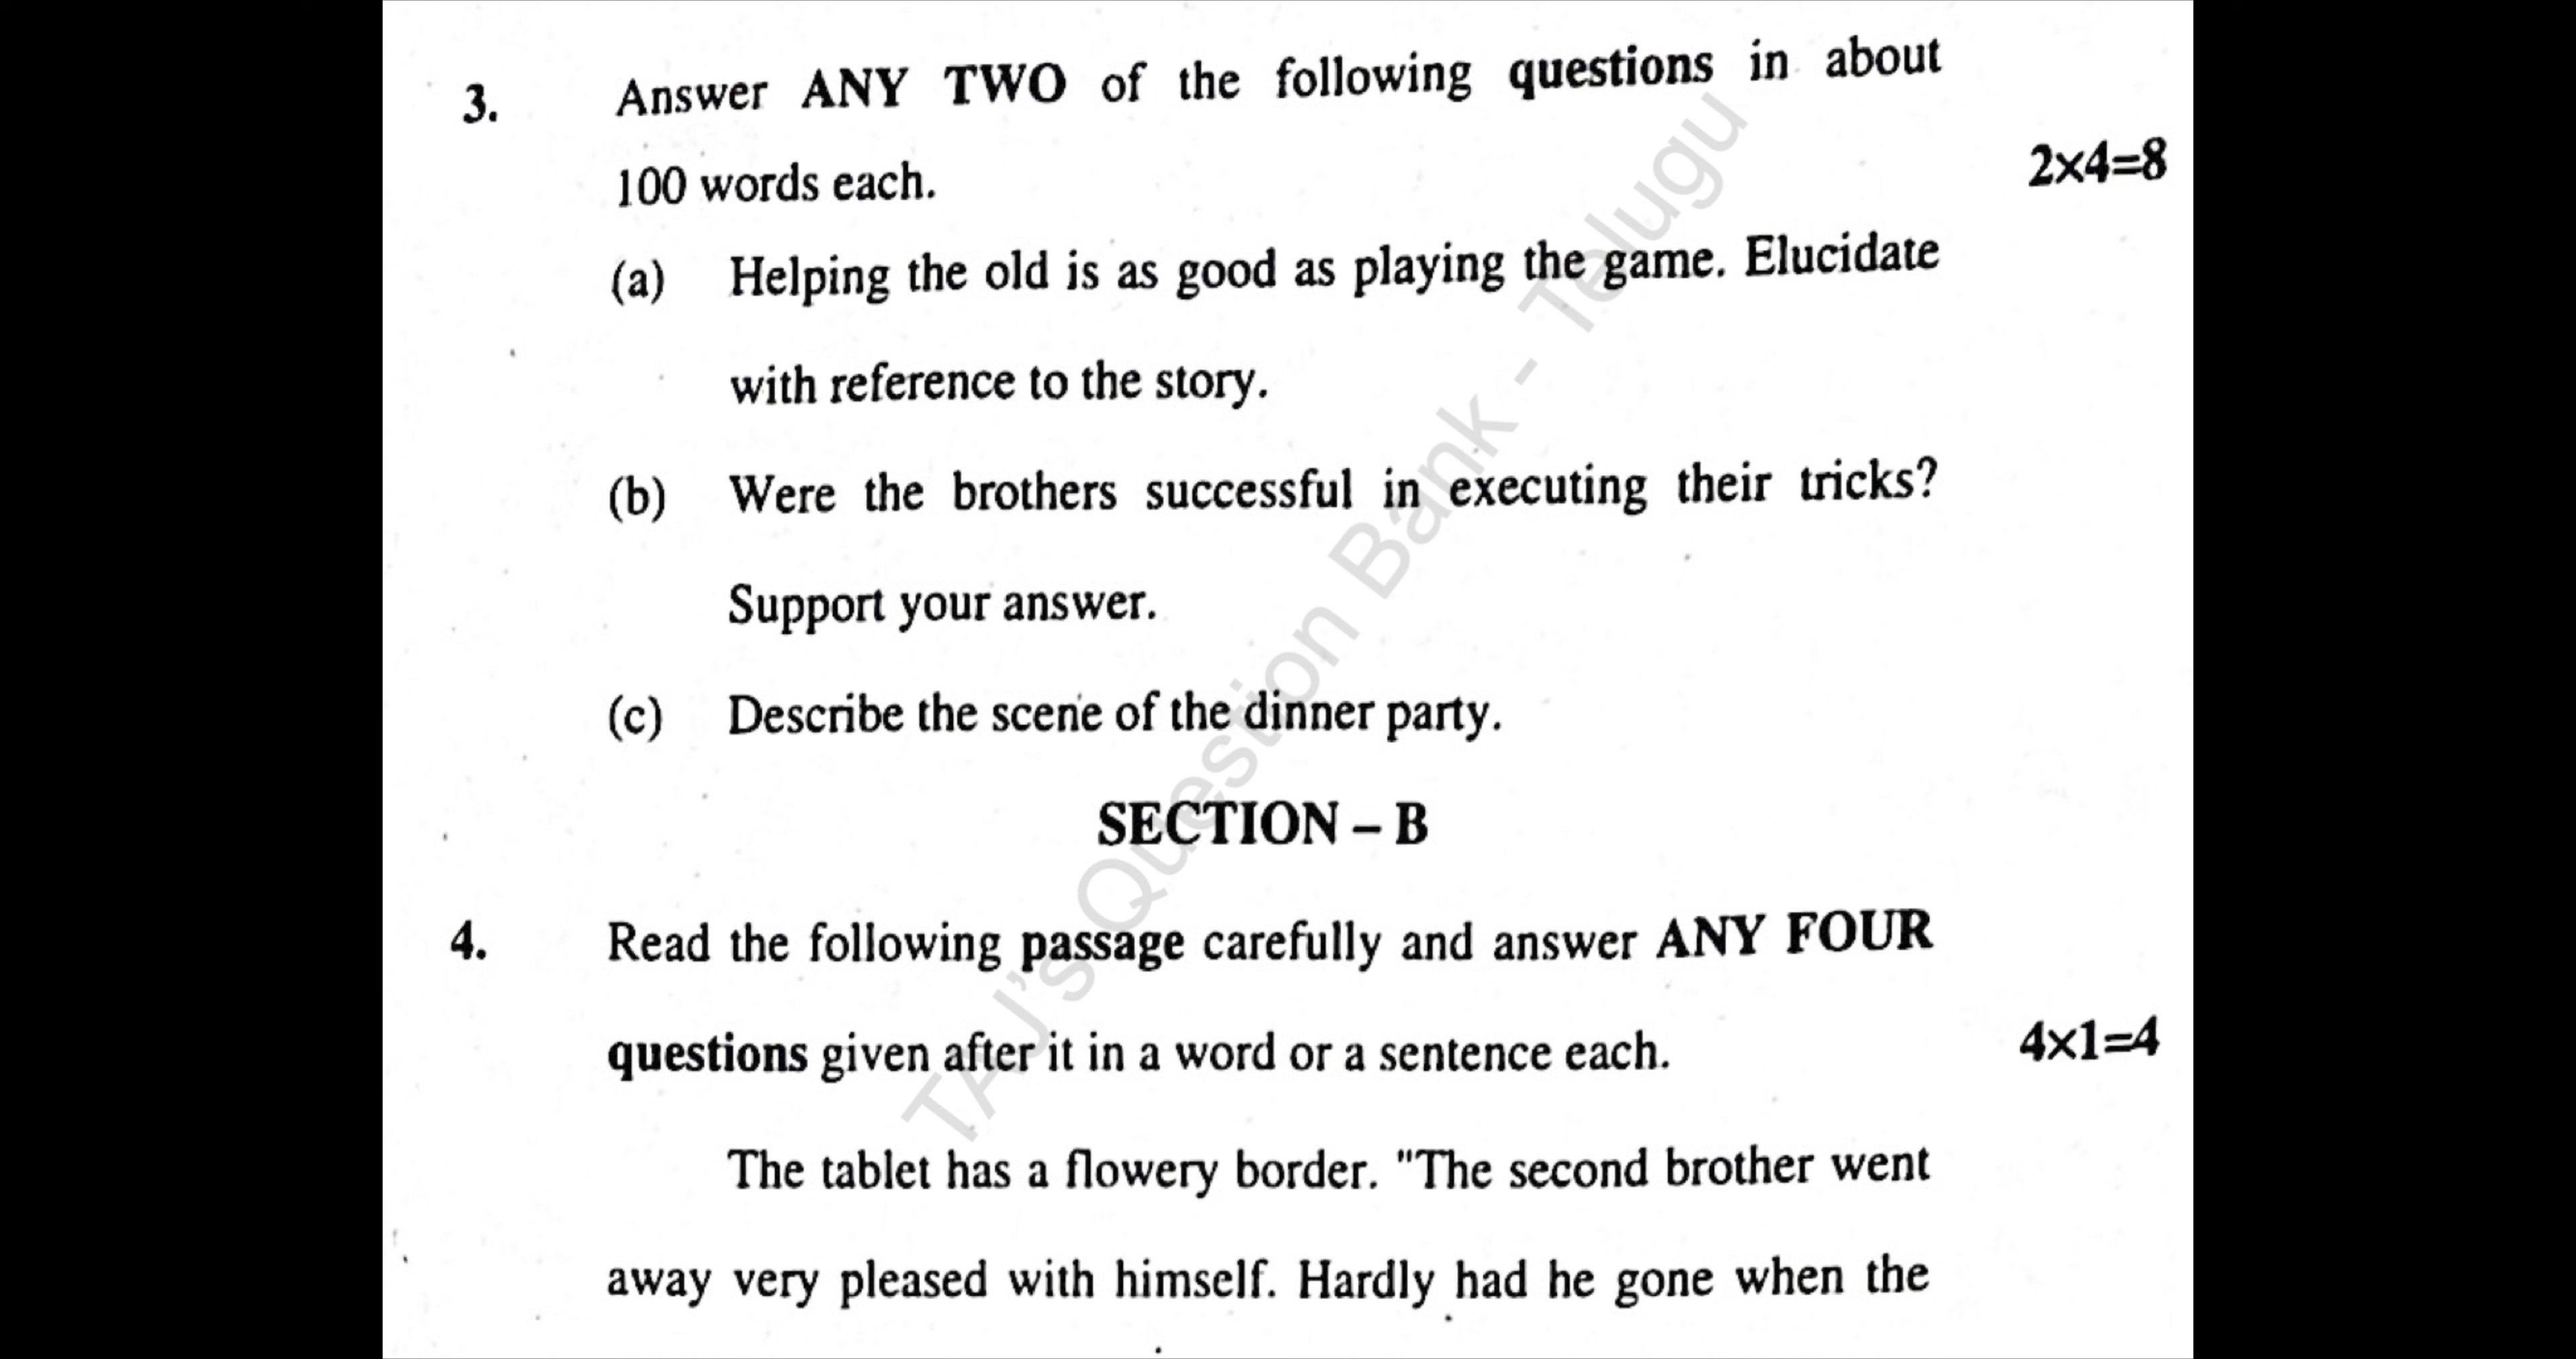 3. Answer ANY TWO of the following questions in about
100 words each. 2×4=8
(a) Helping the old is as good as playing the game. Elucidate
with reference to the story.
(b) Were the brothers successful in executing their tricks?
Support your answer.
(c) Describe the scene of the dinner party.
SECTION – B
4. Read the following passage carefully and answer ANY FOUR
questions given after it in a word or a sentence each. 4×1=4
The tablet has a flowery border. "The second brother went
away very pleased with himself. Hardly had he gone when the
TAJ's Question Bank - Telugu